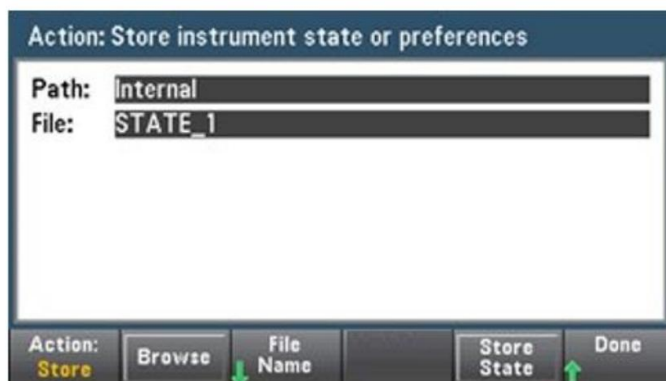 Action: Store instrument state or preferences
Path: Internal
File: STATE_1
Action: Store
Browse
File Name
Store State
Done